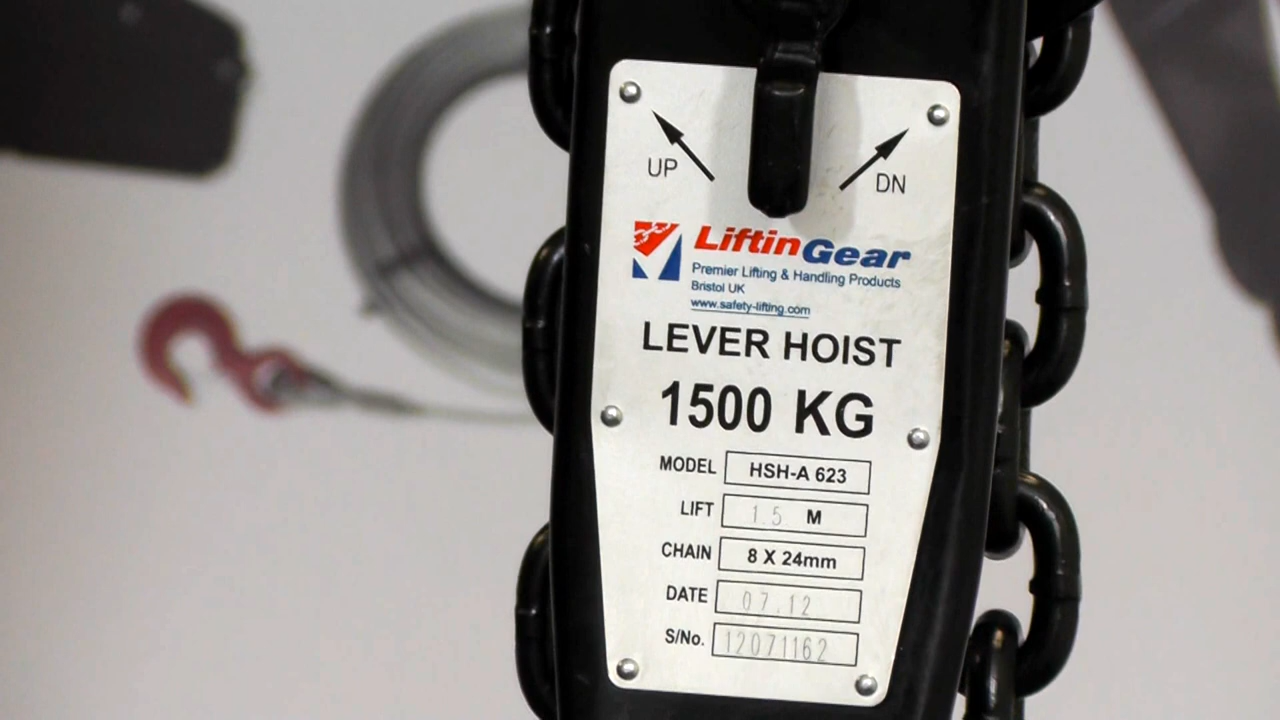 UP
DN
LiftinGear
Premier Lifting & Handling Products
Bristol UK
www.safety-lifting.com
LEVER HOIST
1500 KG
MODEL HSH-A 623
LIFT 1.5 M
CHAIN 8 X 24mm
DATE 07.12
S/No. 12071162